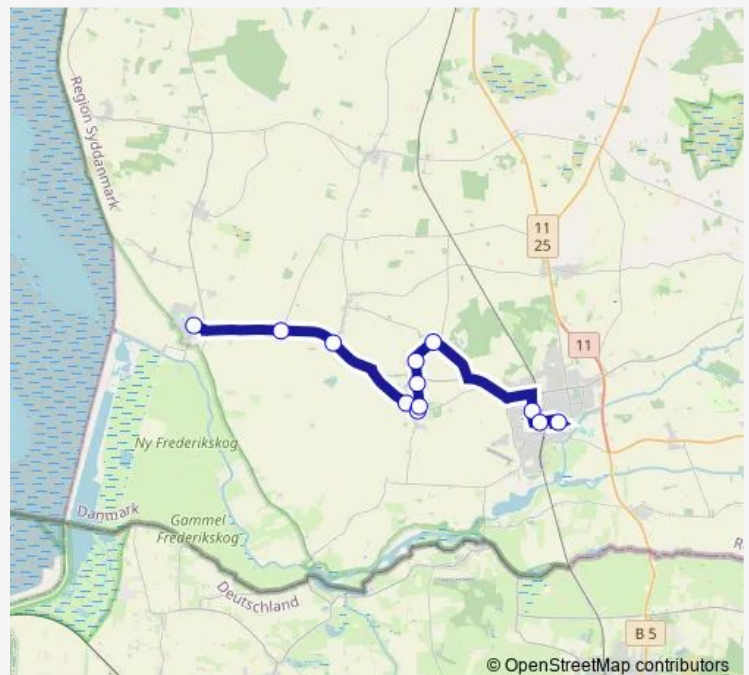 Region Syddanmark
11
25
11
Ny Frederikskog
Danmark
Gammel
Frederikskog
Deutschland
R
B 5
© OpenStreetMap contributors